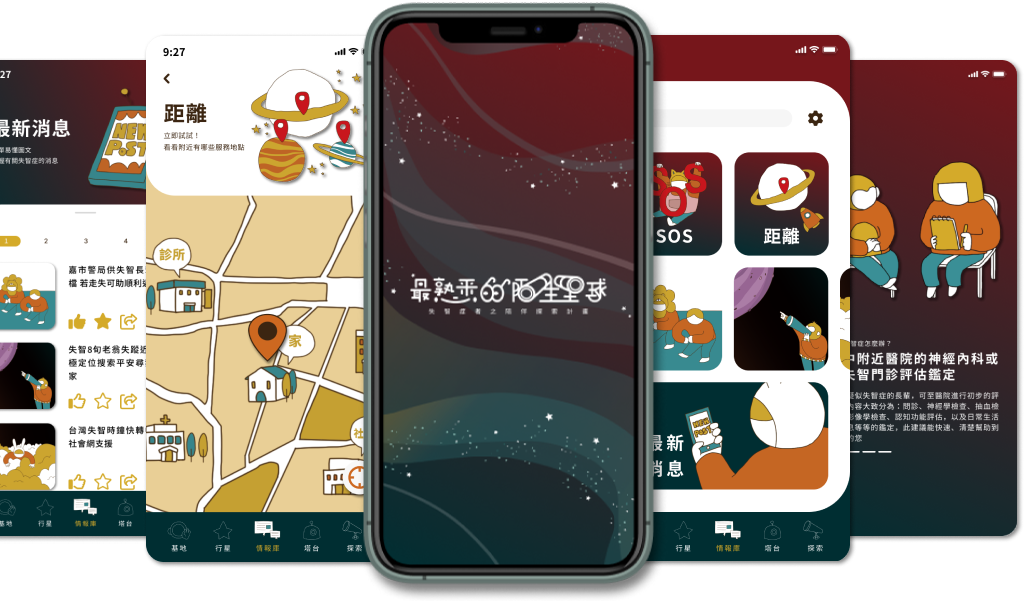 27
最新消息
有關失智症的消息
1 2 3 4
嘉市警局供失智長
檔 若走失可助順利
失智8旬老翁失蹤近
極定位搜索平安尋
家
台灣失智時鐘快轉
社會網支援
基地 行星 情報庫 塔台
9:27
距離
立即試試！
看看附近有哪些服務地點
診所
家
社
基地 行星 情報庫 塔台 探索
最熟悉的陌生星球
失智症者之陪伴探索計畫
SOS
SOS
距離
NEW
POST
最新
消息
行星 情報庫 塔台 探索
NEW
POST
智症怎麼辦？
中附近醫院的神經內科或
失智門診評估鑑定
疑似失智症的長輩，可至醫院進行初步的評
內容大致分為；問診、神經學檢查、抽血檢
影像學檢查、認知功能評估，以及日常生活
息等等的鑑定，此建議能快速、清楚幫助到
的您